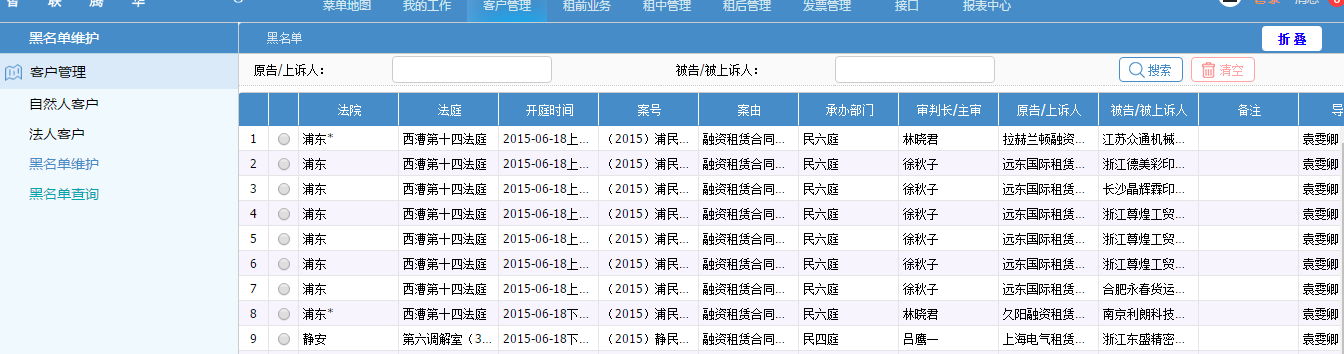 智 联 腾 华
菜单地图 我的工作 客户管理 租前业务 租中管理 租后管理 发票管理 接口 报表中心 登录 消息
黑名单维护
客户管理
自然人客户
法人客户
黑名单维护
黑名单查询
黑名单 折 叠
原告/上诉人： 被告/被上诉人： 搜索 清空
法院 法庭 开庭时间 案号 案由 承办部门 审判长/主审 原告/上诉人 被告/被上诉人 备注 导
1 浦东* 西漕第十四法庭 2015-06-18上... （2015）浦民... 融资租赁合同... 民六庭 林晓君 拉赫兰顿融资... 江苏众通机械... 袁雯卿
2 浦东 西漕第十四法庭 2015-06-18上... （2015）浦民... 融资租赁合同... 民六庭 徐秋子 远东国际租赁... 浙江德美彩印... 袁雯卿
3 浦东 西漕第十四法庭 2015-06-18上... （2015）浦民... 融资租赁合同... 民六庭 徐秋子 远东国际租赁... 长沙晶辉霖印... 袁雯卿
4 浦东 西漕第十四法庭 2015-06-18上... （2015）浦民... 融资租赁合同... 民六庭 徐秋子 远东国际租赁... 浙江尊煌工贸... 袁雯卿
5 浦东 西漕第十四法庭 2015-06-18上... （2015）浦民... 融资租赁合同... 民六庭 徐秋子 远东国际租赁... 浙江尊煌工贸... 袁雯卿
6 浦东 西漕第十四法庭 2015-06-18上... （2015）浦民... 融资租赁合同... 民六庭 徐秋子 远东国际租赁... 浙江尊煌工贸... 袁雯卿
7 浦东 西漕第十四法庭 2015-06-18上... （2015）浦民... 融资租赁合同... 民六庭 徐秋子 远东国际租赁... 合肥永春货运... 袁雯卿
8 浦东* 西漕第十四法庭 2015-06-18下... （2015）浦民... 融资租赁合同... 民六庭 林晓君 久阳融资租赁... 南京利朗科技... 袁雯卿
9 静安 第六调解室（3... 2015-06-18下... （2015）静民... 融资租赁合同... 民四庭 吕鹰一 上海电气租赁... 浙江东盛精密... 袁雯卿